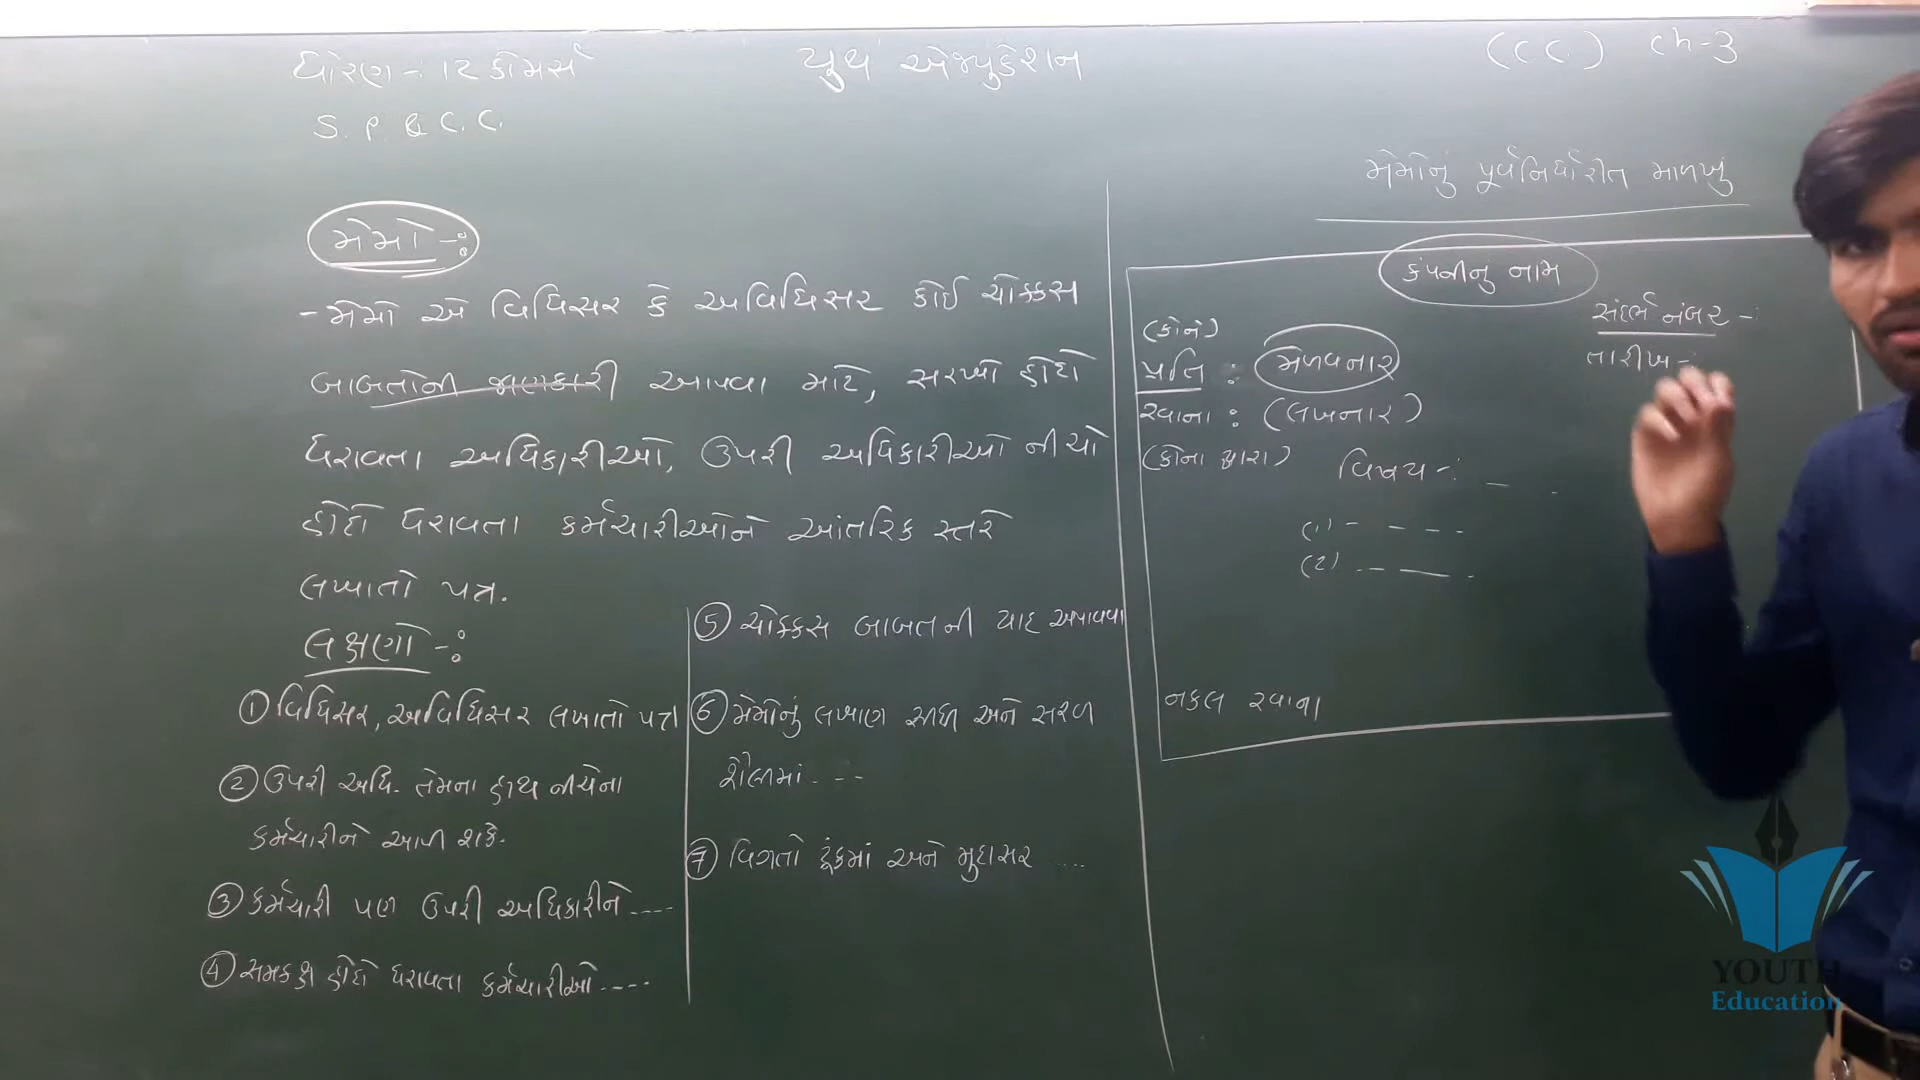 ધોરણ - 12 કોમર્સ
યુથ એજ્યુકેશન
(CC) ch-3
S. P. & C. C.
મેમો -:
- મેમો એ વિધિસર કે અવિધિસર કોઈ ચોક્કસ
બાબતોની જાણકારી આપવા માટે, સરખો હોદ્દો
ધરાવતા અધિકારીઓ, ઉપરી અધિકારીઓ નીચો
હોદ્દો ધરાવતા કર્મચારીઓને આંતરિક સ્તરે
લખાતો પત્ર.
લક્ષણો -:
① વિધિસર, અવિધિસર લખાતો પત્ર
② ઉપરી અધિ. તેમના હાથ નીચેના
કર્મચારીને આપી શકે.
③ કર્મચારી પણ ઉપરી અધિકારીને ----
④ સમકક્ષ હોદ્દો ધરાવતા કર્મચારીઓ ----
⑤ ચોક્કસ બાબતની યાદ અપાવવા
⑥ મેમોનું લખાણ સાદી અને સરળ
શૈલીમાં ---
⑦ વિગતો ટૂંકમાં અને મુદ્દાસર ....
મેમોનું પૂર્વનિર્ધારીત માળખુ
કંપનીનુ નામ
સંદર્ભ નંબર -:
તારીખ -:
(કોને)
પ્રતિ : મેળવનાર
રવાના : (લખનાર)
(કોના દ્વારા)
વિષય -: _ _
(1) - - - -
(2) - — -
નકલ રવાના
YOUTH
Education